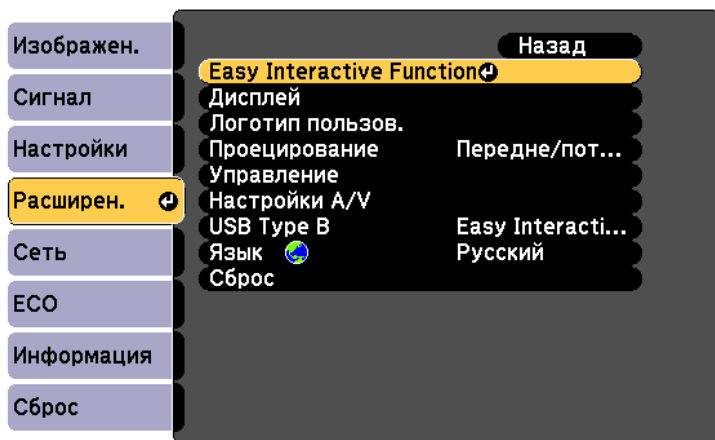 Изображен.
Сигнал
Настройки
Расширен.
Сеть
ECO
Информация
Сброс
Назад
Easy Interactive Function
Дисплей
Логотип пользов.
Проецирование Передне/пот...
Управление
Настройки A/V
USB Type B Easy Interacti...
Язык Русский
Сброс